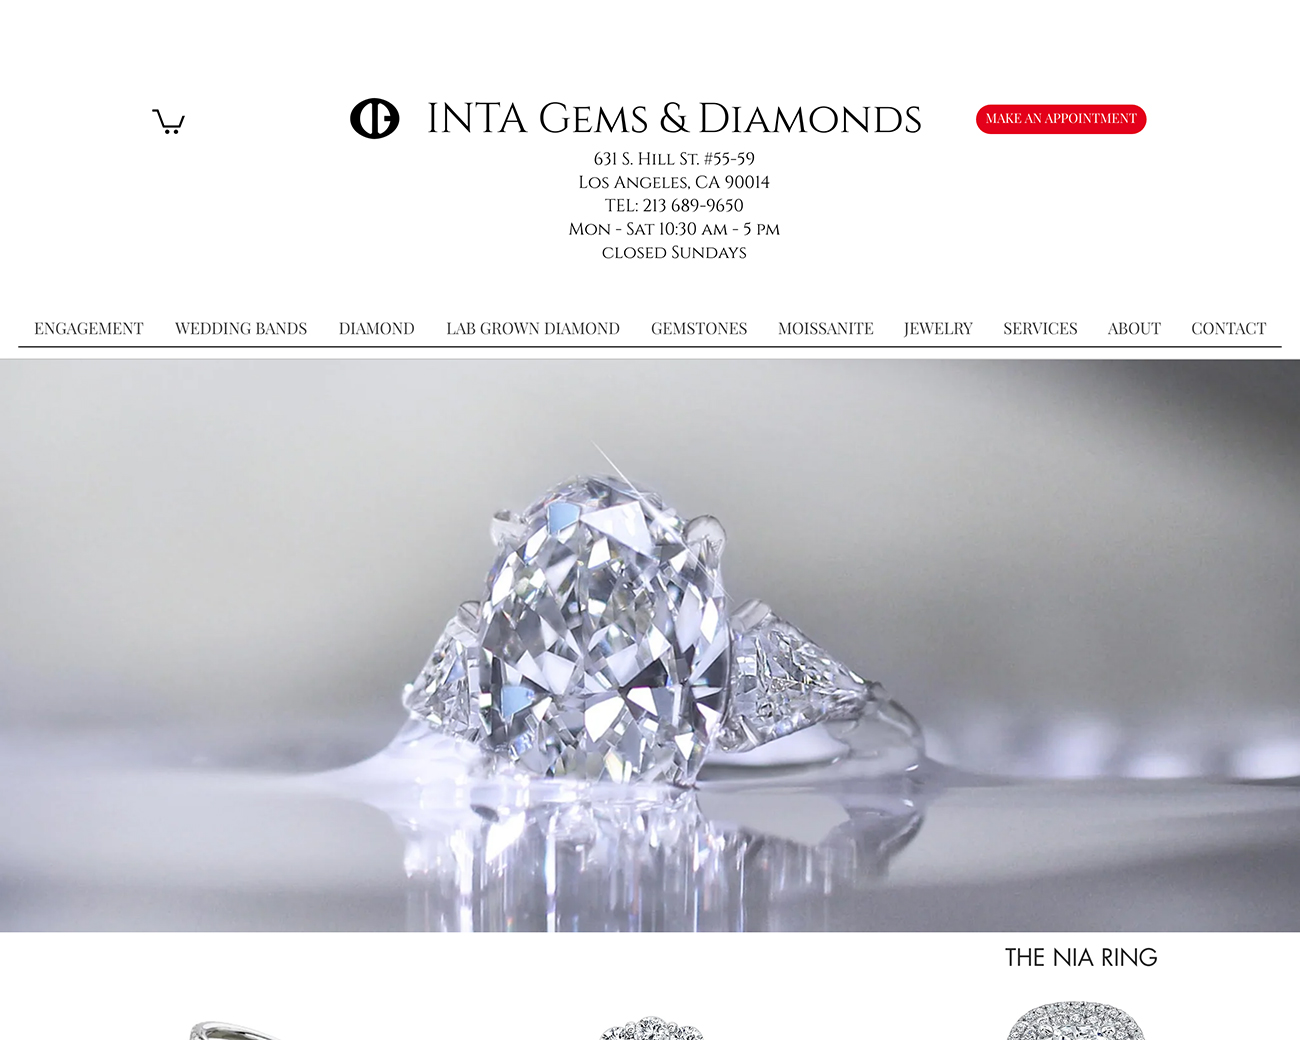 INTA Gems & Diamonds
MAKE AN APPOINTMENT
631 S. Hill St. #55-59
Los Angeles, CA 90014
TEL: 213 689-9650
Mon - Sat 10:30 am - 5 pm
closed Sundays
ENGAGEMENT WEDDING BANDS DIAMOND LAB GROWN DIAMOND GEMSTONES MOISSANITE JEWELRY SERVICES ABOUT CONTACT
THE NIA RING